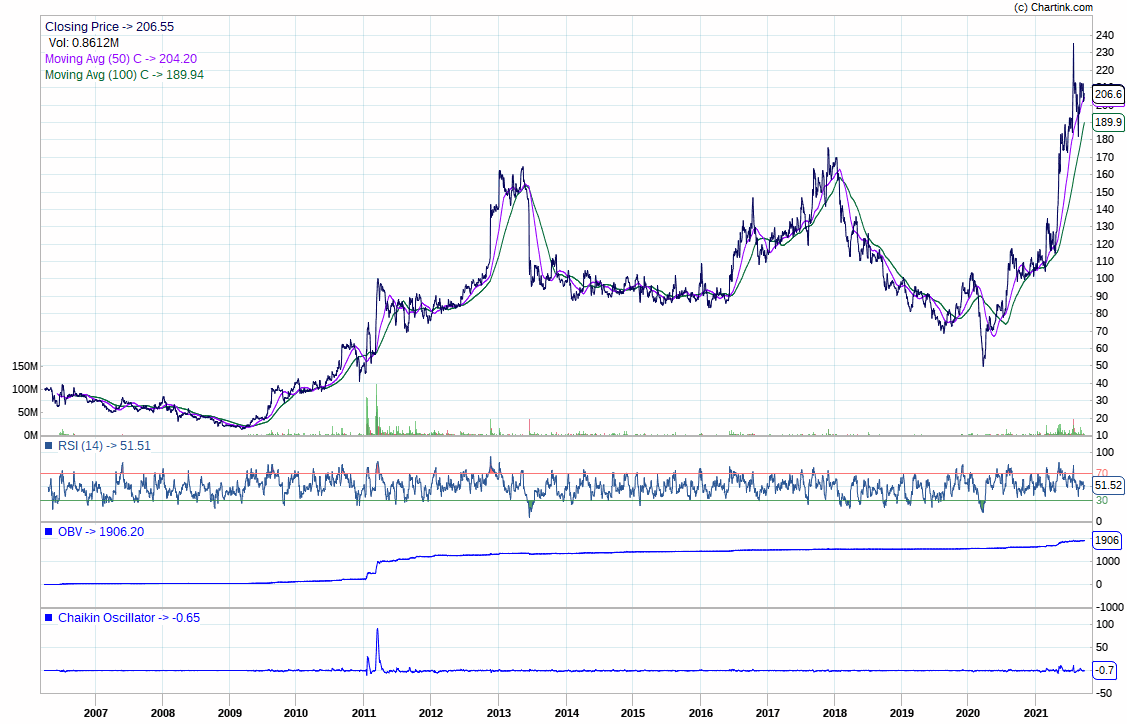 (c) Chartink.com
Closing Price -> 206.55
Vol: 0.8612M
Moving Avg (50) C -> 204.20
Moving Avg (100) C -> 189.94
240
230
220
206.6
189.9
180
170
160
150
140
130
120
110
100
90
80
70
60
50
40
30
20
10
150M
100M
50M
0M
RSI (14) -> 51.51
100
70
51.52
30
0
OBV -> 1906.20
1906
1000
0
-1000
Chaikin Oscillator -> -0.65
100
50
-0.7
-50
2007 2008 2009 2010 2011 2012 2013 2014 2015 2016 2017 2018 2019 2020 2021